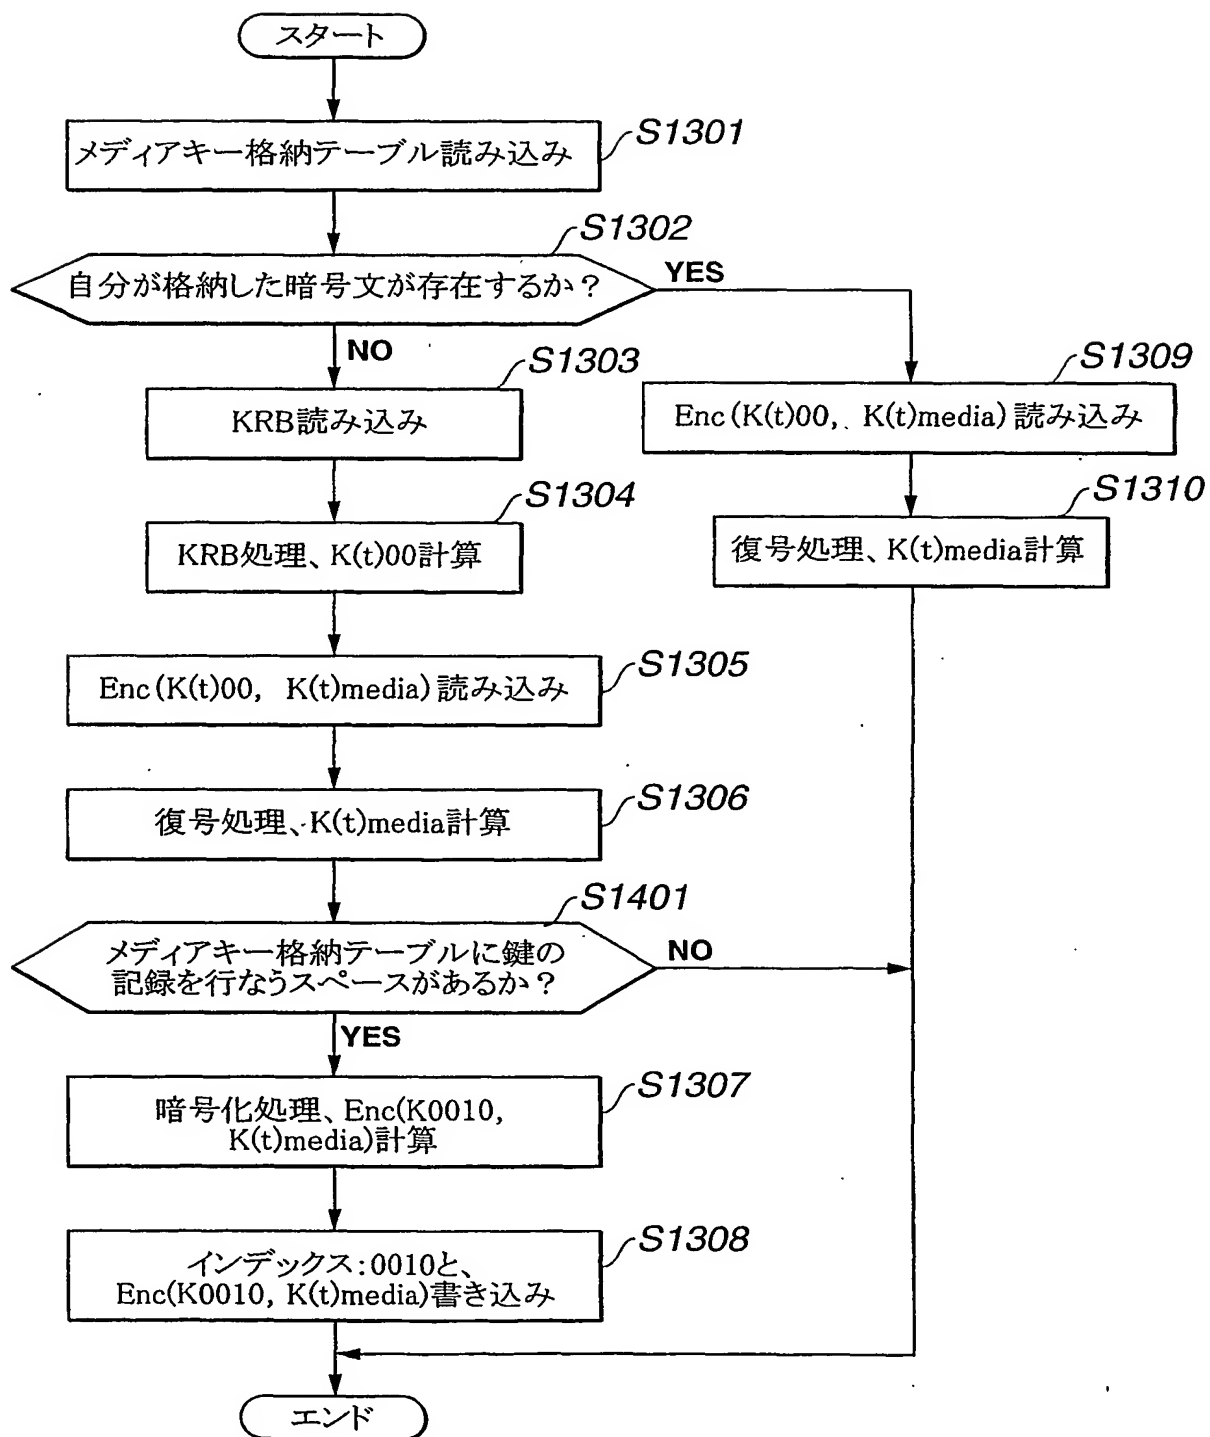 スタート
メディアキー格納テーブル読み込み
S1301
S1302
自分が格納した暗号文が存在するか?
YES
NO
S1303
KRB読み込み
S1309
Enc(K(t)00, K(t)media)読み込み
S1304
KRB処理、K(t)00計算
S1310
復号処理、K(t)media計算
S1305
Enc(K(t)00, K(t)media)読み込み
S1306
復号処理、K(t)media計算
S1401
メディアキー格納テーブルに鍵の
記録を行なうスペースがあるか?
NO
YES
S1307
暗号化処理、Enc(K0010,
K(t)media)計算
S1308
インデックス:0010と、
Enc(K0010, K(t)media)書き込み
エンド